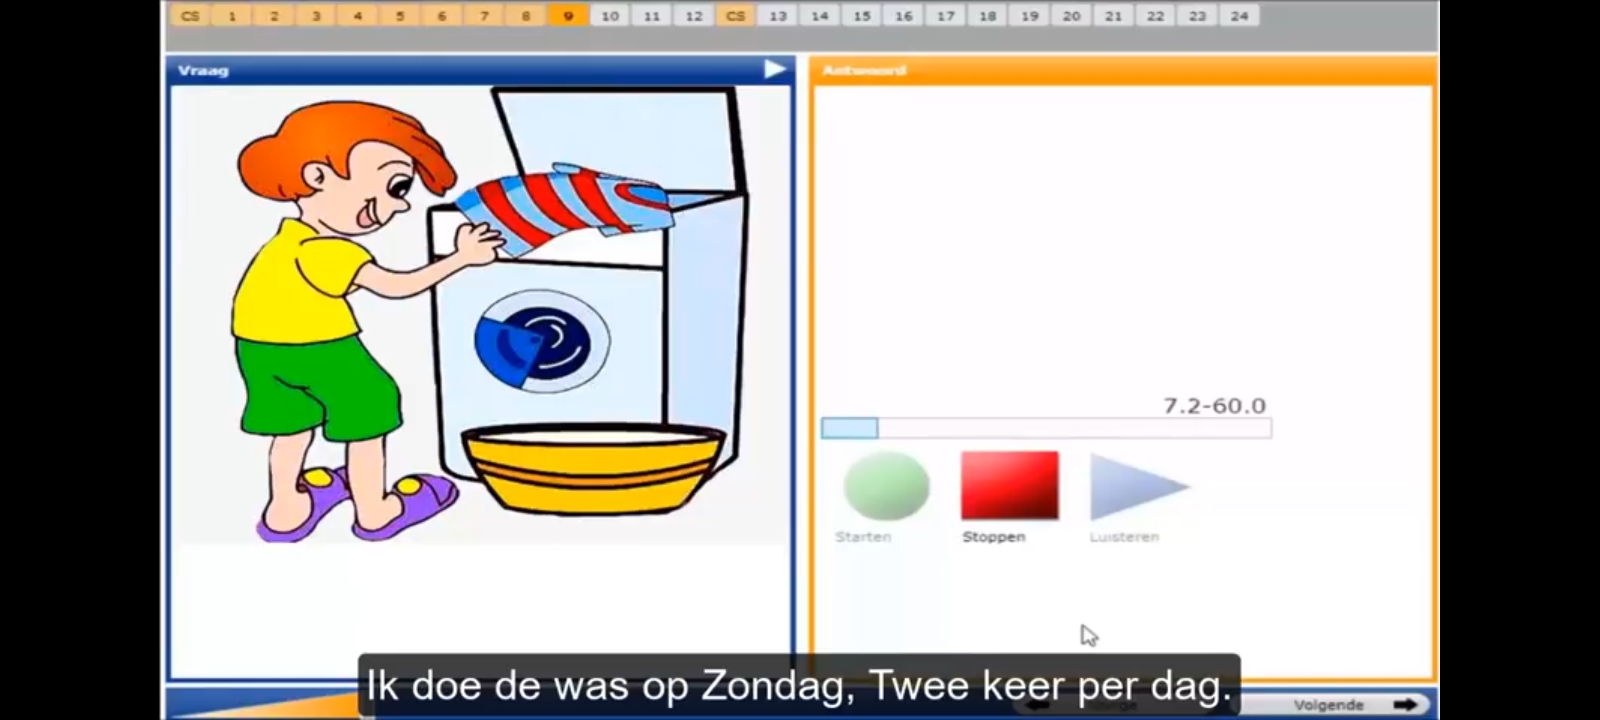 CS 1 2 3 4 5 6 7 8 9 10 11 12 CS 13 14 15 16 17 18 19 20 21 22 23 24
Vraag
Antwoord
7.2-60.0
Starten Stoppen Luisteren
Ik doe de was op Zondag, Twee keer per dag.
Volgende